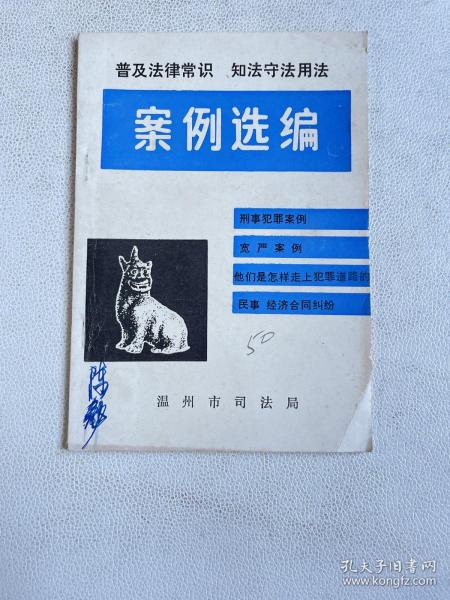 普及法律常识 知法守法用法
案例选编
刑事犯罪案例
宽严案例
他们是怎样走上犯罪道路的
民事 经济合同纠纷
50
陈
温州市司法局
孔夫子旧书网
www.kongfz.com